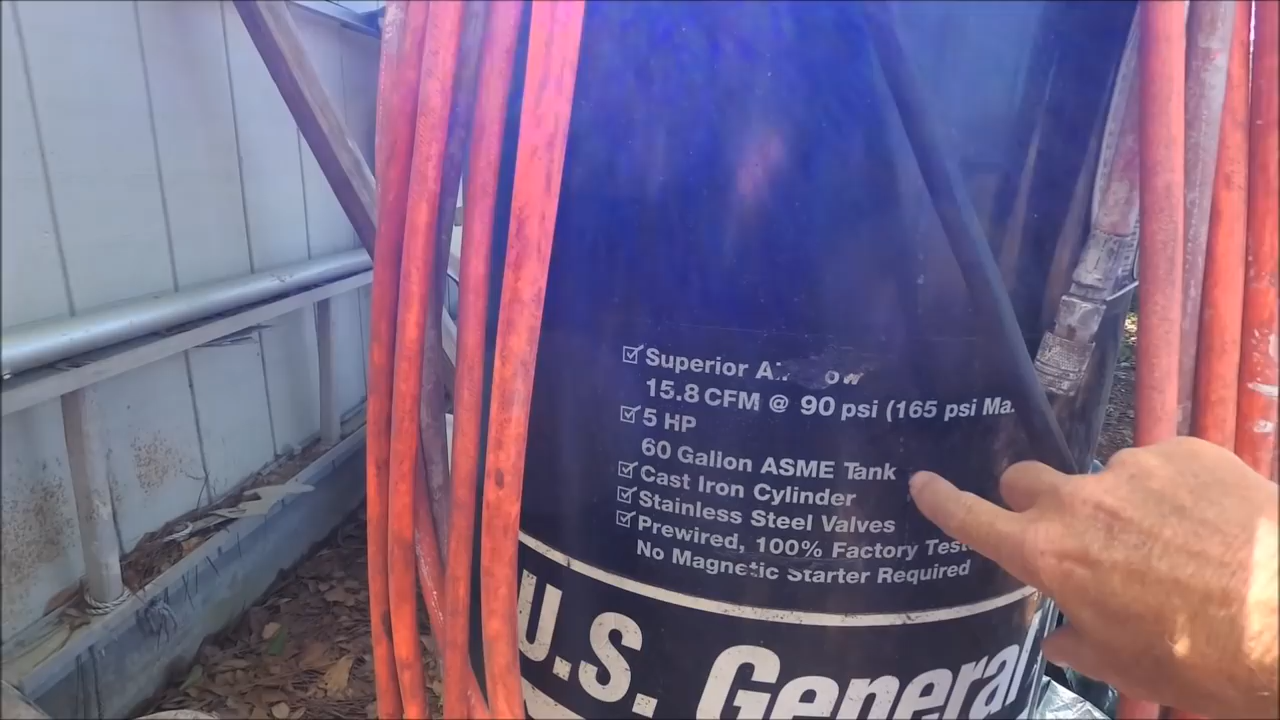 Superior
15.8 CFM @ 90 psi (165 psi
5 HP
60 Gallon ASME Tank
Cast Iron Cylinder
Stainless Steel Valves
Prewired, 100% Factory
No Magnetic Starter Required
U.S. General